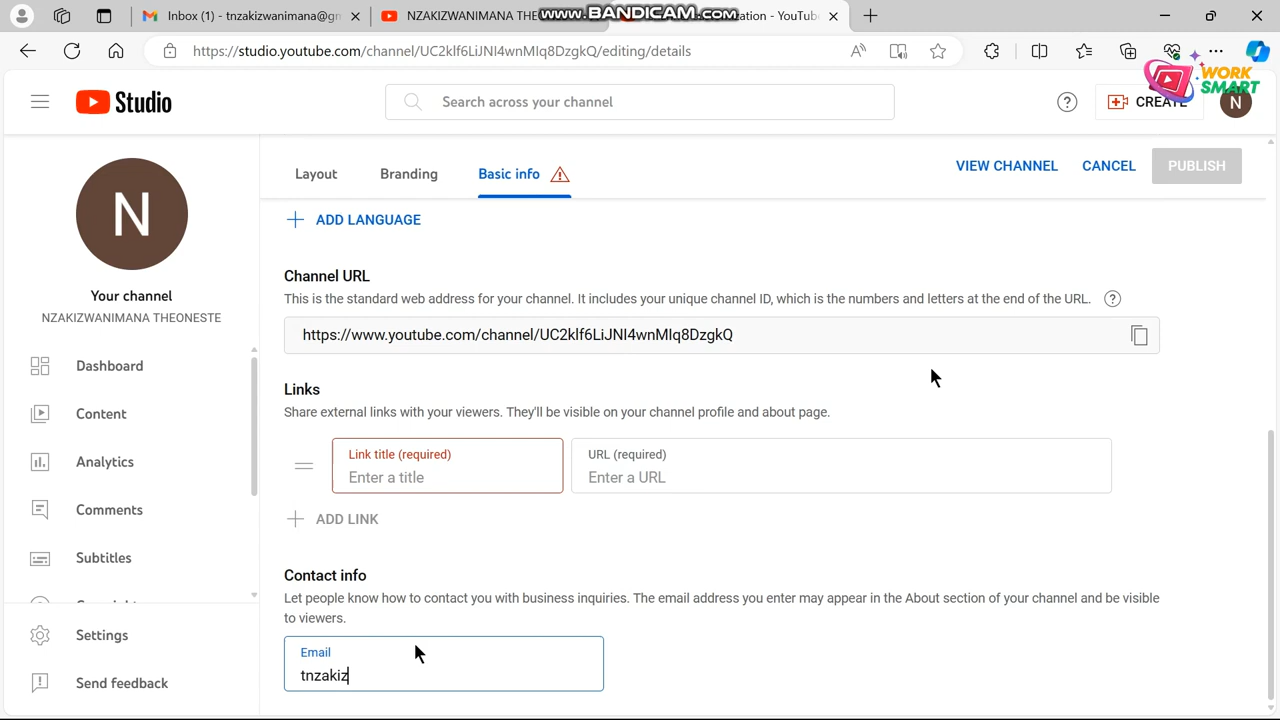 Inbox (1) - tnzakizwanimana@gm
NZAKIZWANIMANA THE
www.BANDICAM.com
zation - YouTub
https://studio.youtube.com/channel/UC2klf6LiJNI4wnMIq8DzgkQ/editing/details
WORK
SMART
Studio
Search across your channel
CREATE
N
N
Your channel
NZAKIZWANIMANA THEONESTE
Dashboard
Content
Analytics
Comments
Subtitles
Settings
Send feedback
Layout
Branding
Basic info
VIEW CHANNEL
CANCEL
PUBLISH
ADD LANGUAGE
Channel URL
This is the standard web address for your channel. It includes your unique channel ID, which is the numbers and letters at the end of the URL.
https://www.youtube.com/channel/UC2klf6LiJNI4wnMIq8DzgkQ
Links
Share external links with your viewers. They'll be visible on your channel profile and about page.
Link title (required)
Enter a title
URL (required)
Enter a URL
ADD LINK
Contact info
Let people know how to contact you with business inquiries. The email address you enter may appear in the About section of your channel and be visible
to viewers.
Email
tnzakiz